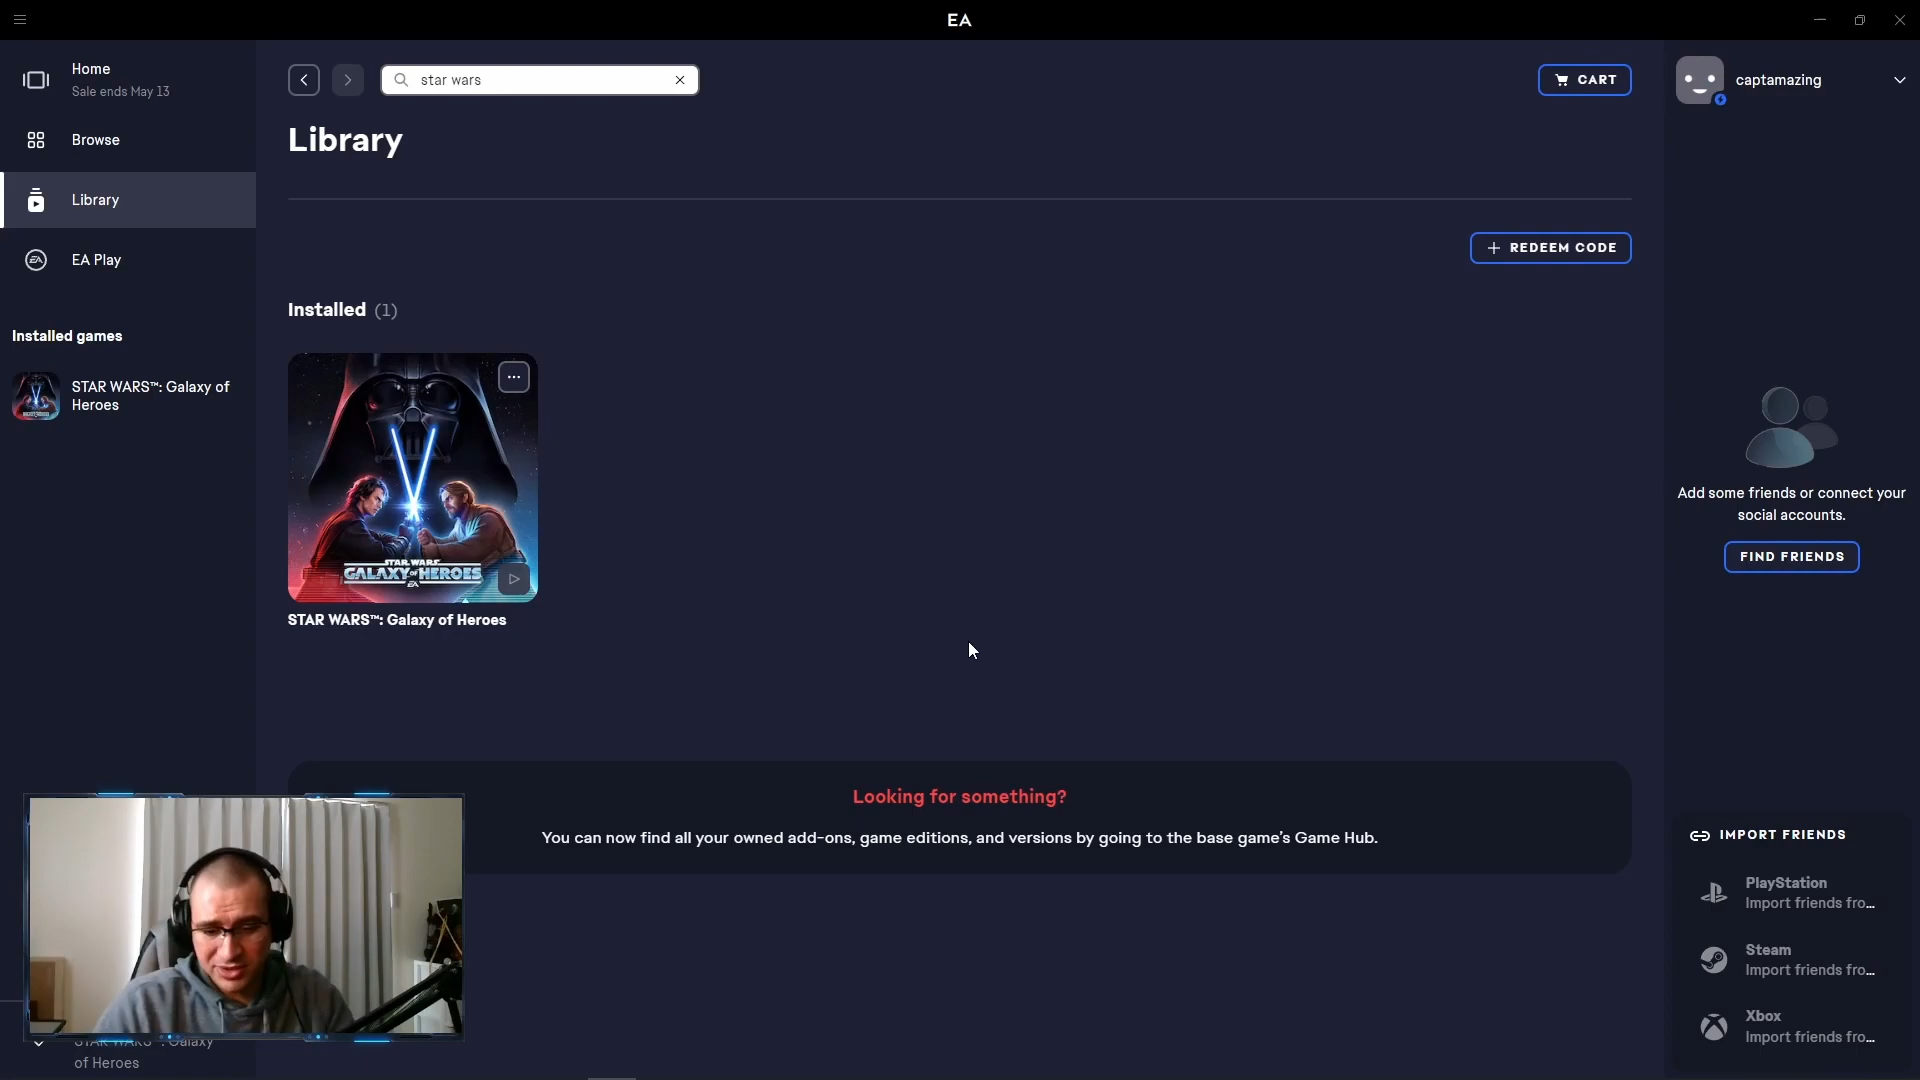 EA
Home
Sale ends May 13
Browse
Library
EA Play
Installed games
STAR WARS™: Galaxy of
Heroes
star wars
CART
Library
REDEEM CODE
Installed (1)
STAR WARS
GALAXY OF HEROES
EA
STAR WARS™: Galaxy of Heroes
Looking for something?
You can now find all your owned add-ons, game editions, and versions by going to the base game's Game Hub.
captamazing
Add some friends or connect your
social accounts.
FIND FRIENDS
IMPORT FRIENDS
PlayStation
Import friends fro...
Steam
Import friends fro...
Xbox
Import friends fro...
STAR WARS™: Galaxy
of Heroes